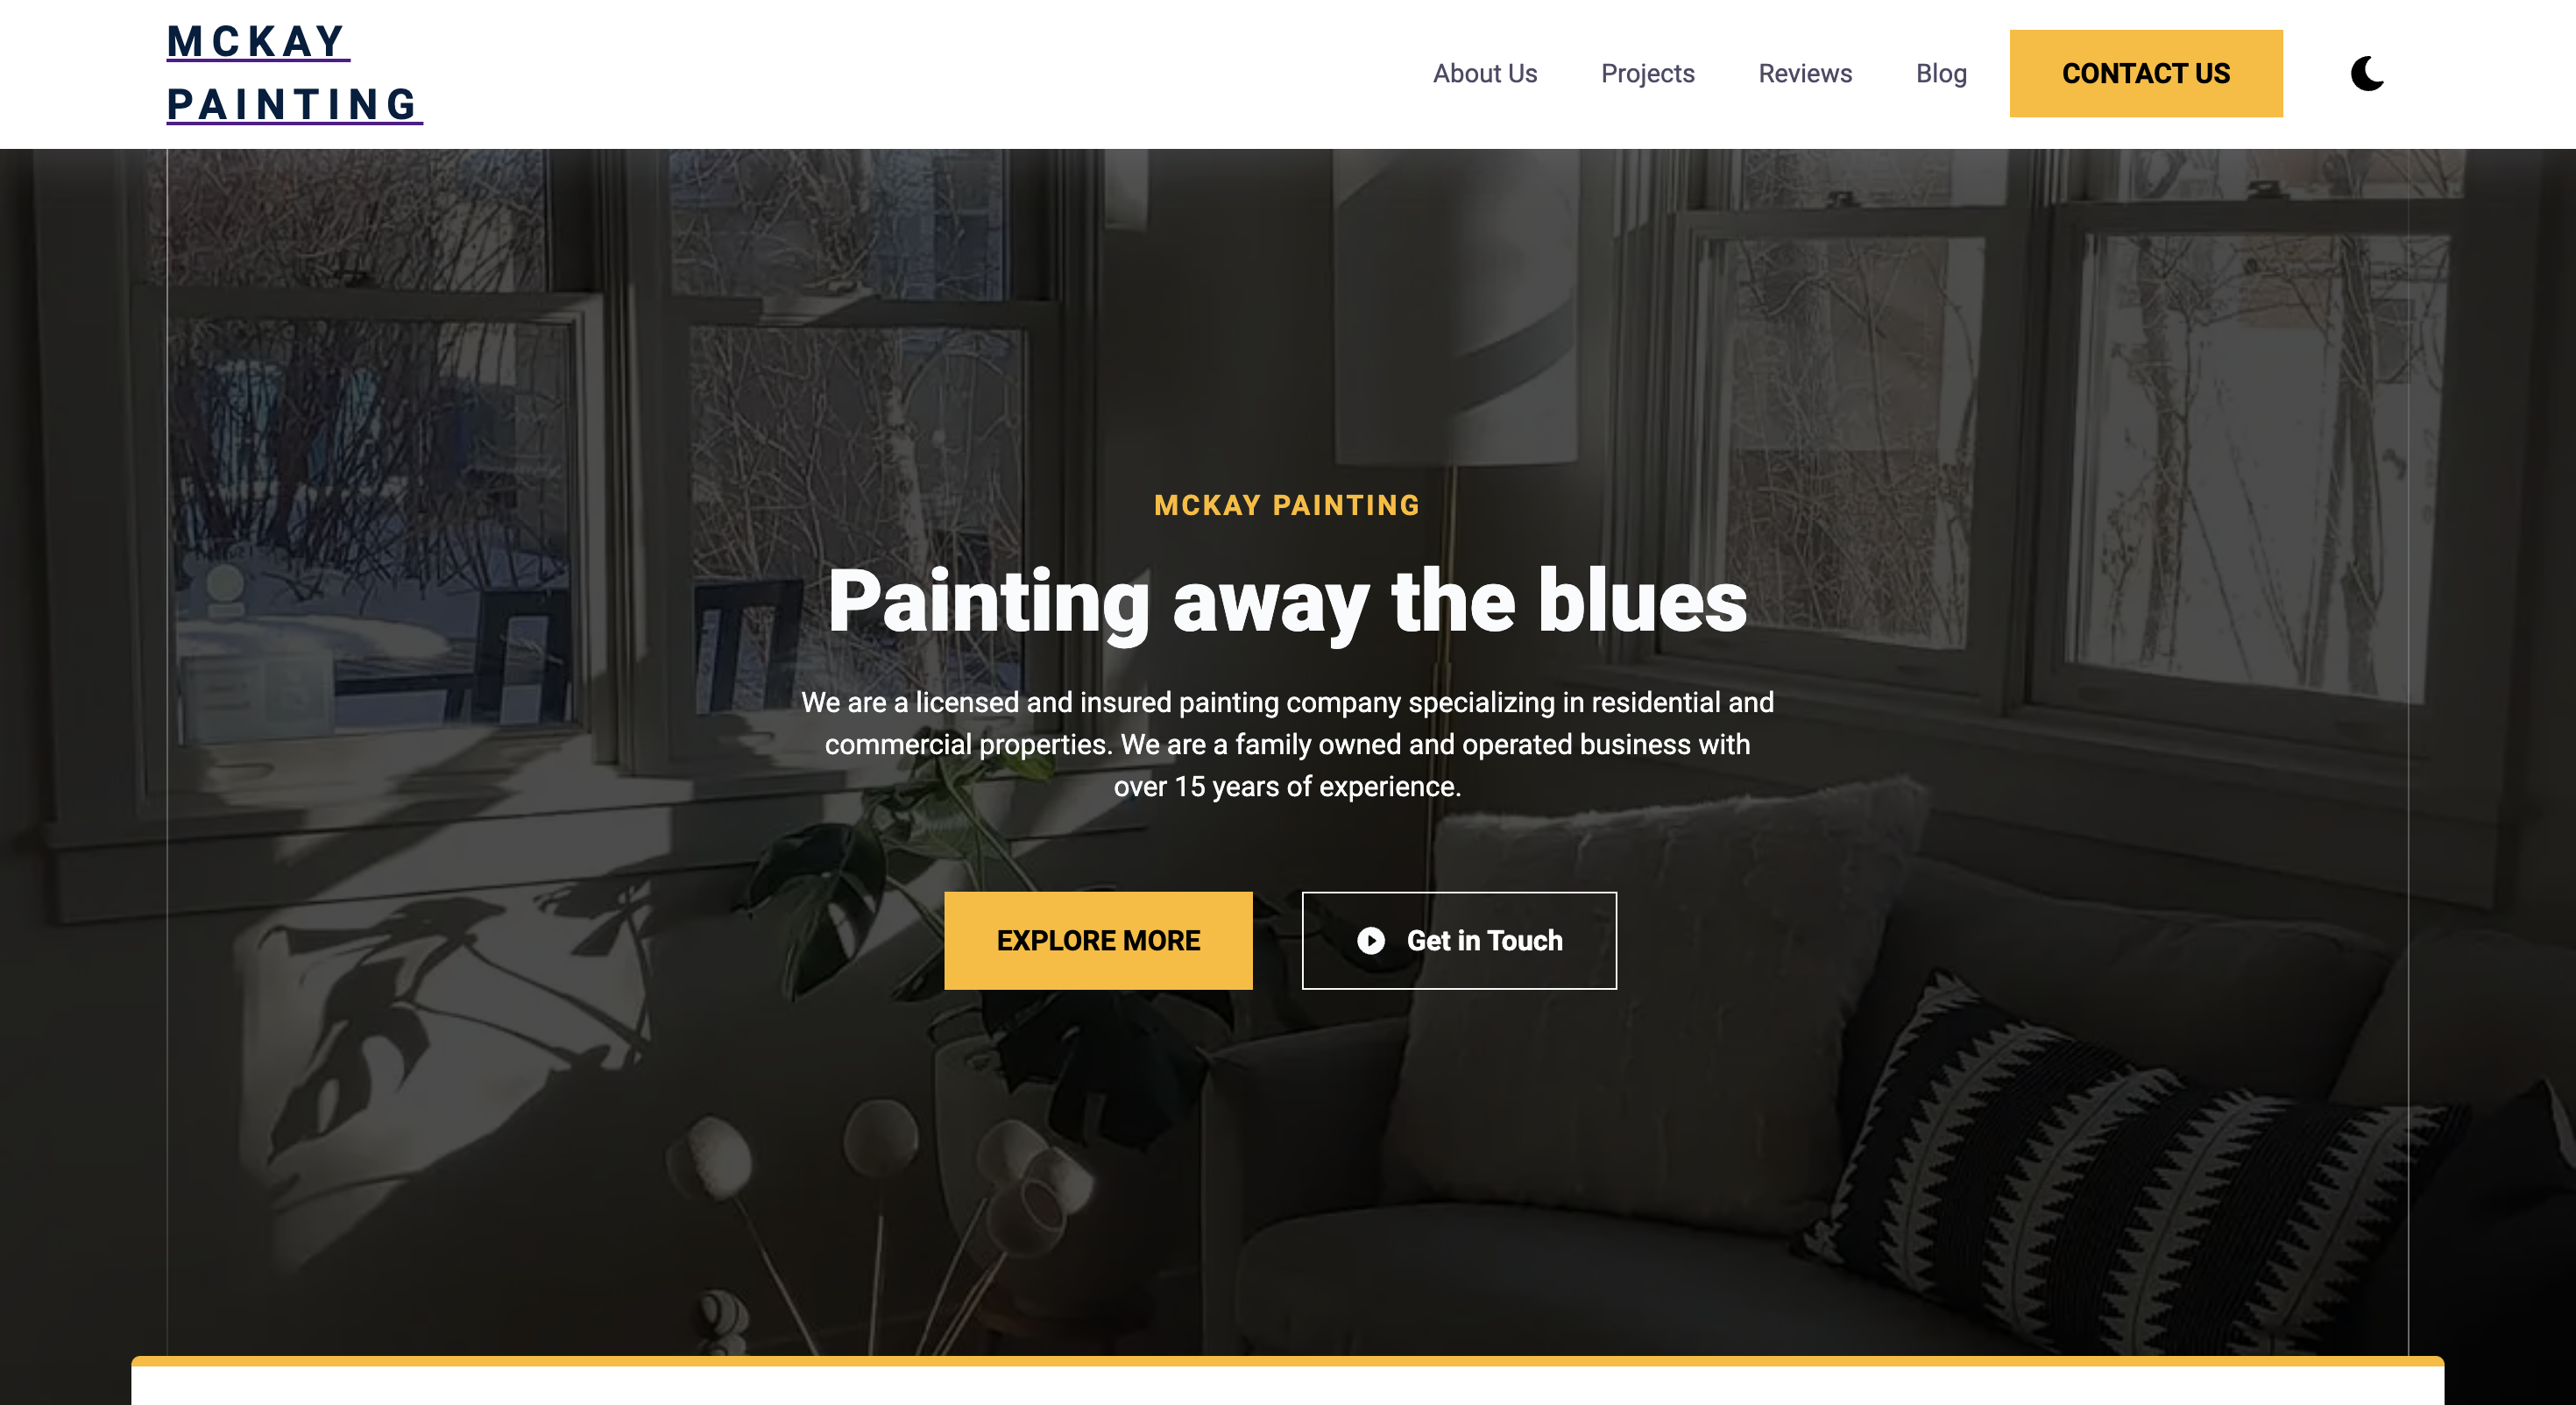 MCKAY
PAINTING
About Us
Projects
Reviews
Blog
CONTACT US
MCKAY PAINTING
Painting away the blues
We are a licensed and insured painting company specializing in residential and
commercial properties. We are a family owned and operated business with
over 15 years of experience.
EXPLORE MORE
Get in Touch